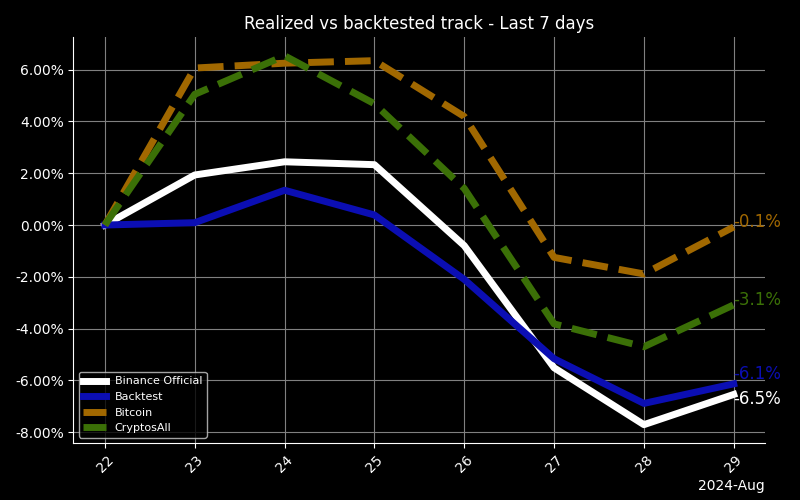 Realized vs backtested track - Last 7 days
6.00%
4.00%
2.00%
0.00%
-2.00%
-4.00%
-6.00%
-8.00%
-0.1%
-3.1%
-6.1%
-6.5%
Binance Official
Backtest
Bitcoin
CryptosAll
22 23 24 25 26 27 28 29
2024-Aug